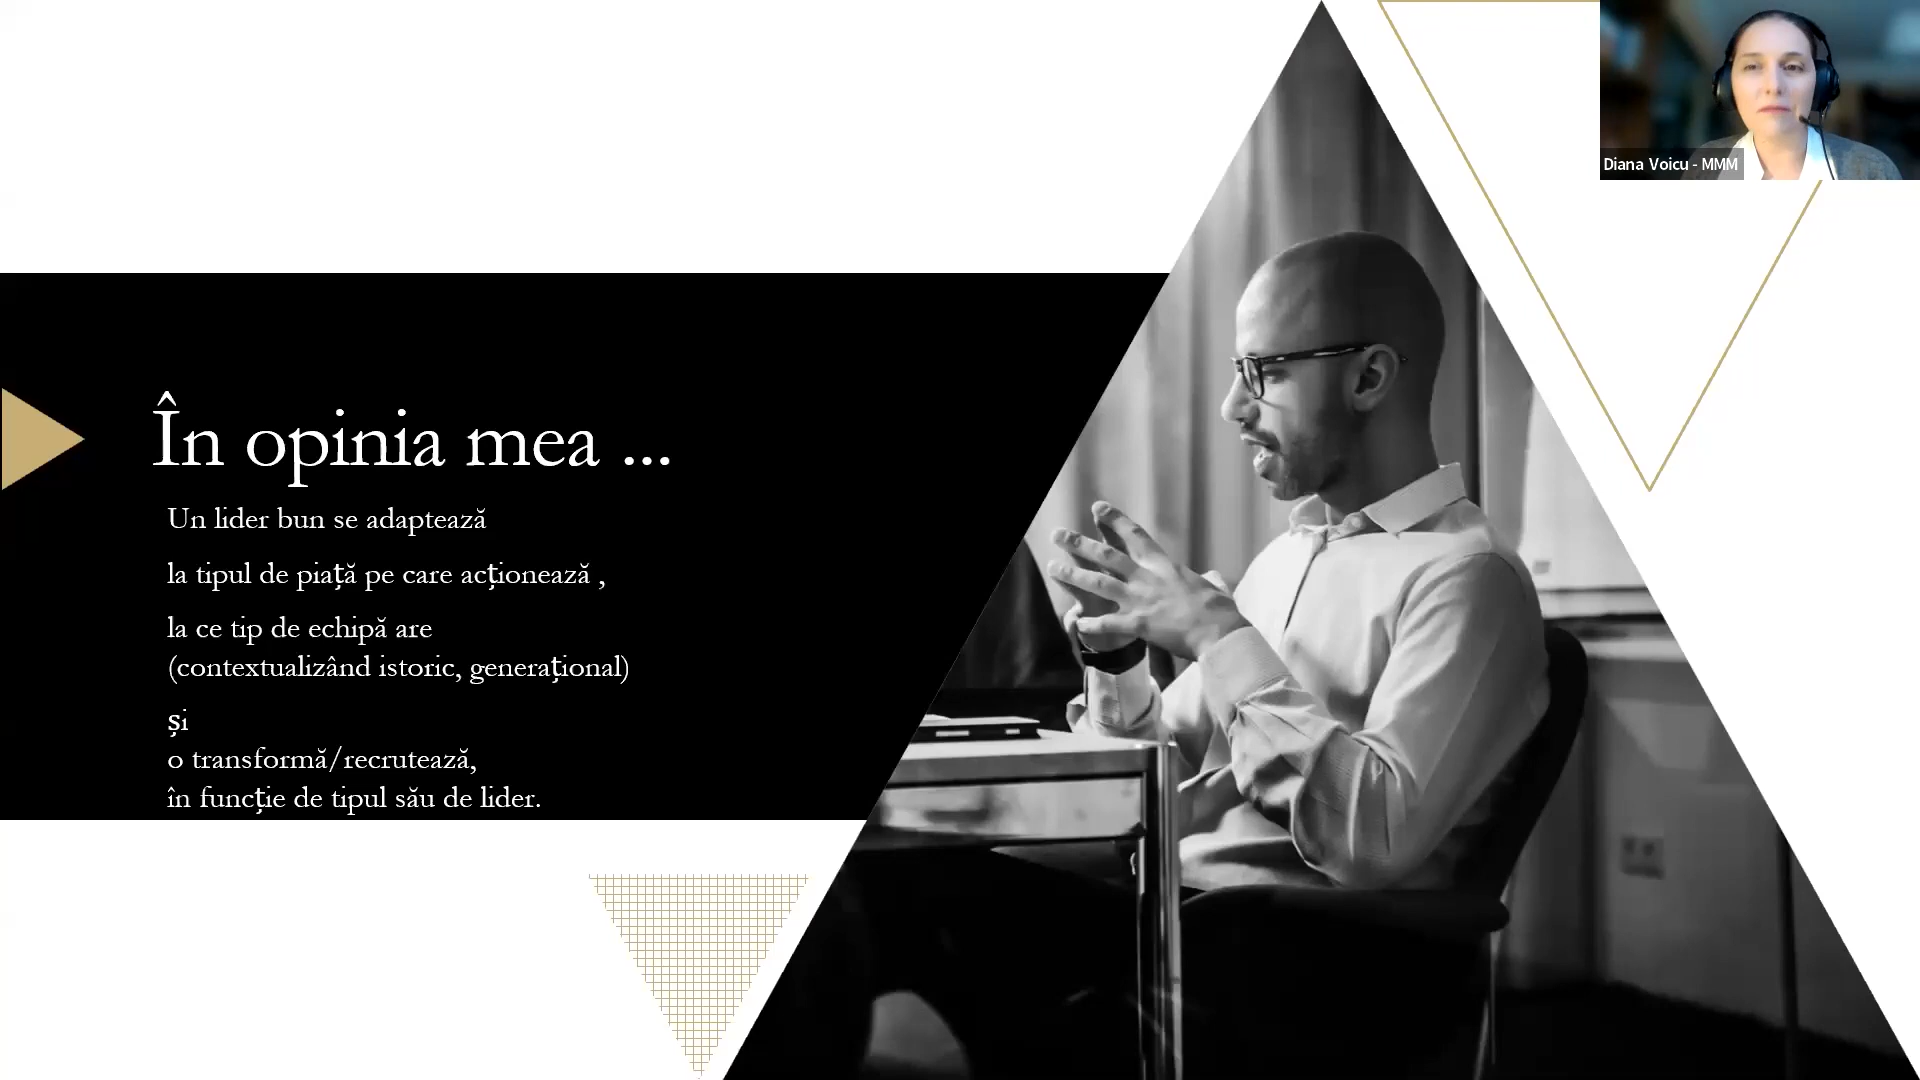 Diana Voicu - MMM
În opinia mea ...
Un lider bun se adaptează
la tipul de piață pe care acționează ,
la ce tip de echipă are
(contextualizând istoric, generațional)
și
o transformă/recrutează,
în funcție de tipul său de lider.